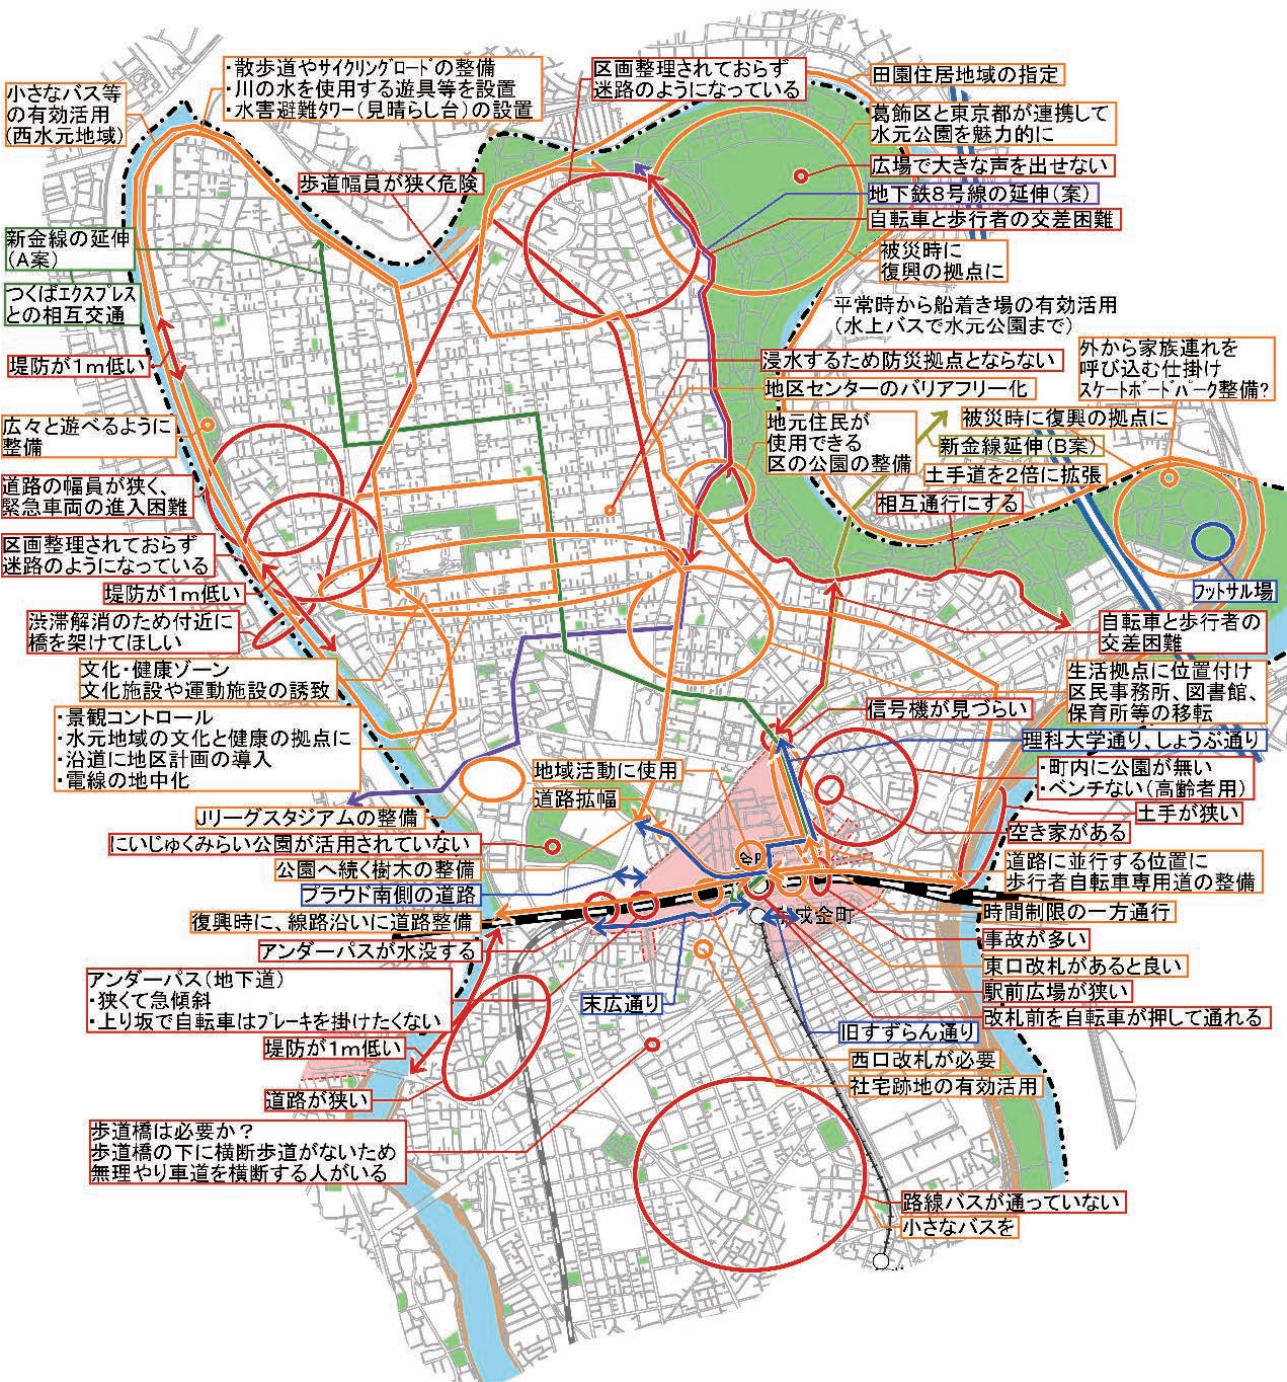 ・散歩道やサイクリングロードの整備
・川の水を使用する遊具等を設置
・水害避難タワー(見晴らし台)の設置
小さなバス等
の有効活用
(西水元地域)
区画整理されておらず
迷路のようになっている
田園住居地域の指定
葛飾区と東京都が連携して
水元公園を魅力的に
広場で大きな声を出せない
歩道幅員が狭く危険
地下鉄8号線の延伸(案)
自転車と歩行者の交差困難
新金線の延伸
(A案)
被災時に
復興の拠点に
つくばエクスプレス
との相互交通
平常時から船着き場の有効活用
(水上バスで水元公園まで)
堤防が1m低い
浸水するため防災拠点とならない
外から家族連れを
呼び込む仕掛け
スケートボードパーク整備?
地区センターのバリアフリー化
広々と遊べるように
整備
地元住民が
使用できる
区の公園の整備
被災時に復興の拠点に
新金線延伸(B案)
土手道を2倍に拡張
道路の幅員が狭く、
緊急車両の進入困難
相互通行にする
区画整理されておらず
迷路のようになっている
堤防が1m低い
フットサル場
渋滞解消のため付近に
橋を架けてほしい
自転車と歩行者の
交差困難
文化・健康ゾーン
文化施設や運動施設の誘致
生活拠点に位置付け
区民事務所、図書館、
保育所等の移転
・景観コントロール
・水元地域の文化と健康の拠点に
・沿道に地区計画の導入
・電線の地中化
信号機が見づらい
理科大学通り、しょうぶ通り
地域活動に使用
・町内に公園が無い
・ベンチない(高齢者用)
道路拡幅
Jリーグスタジアムの整備
土手が狭い
空き家がある
にいじゅくみらい公園が活用されていない
公園へ続く樹木の整備
道路に並行する位置に
歩行者自転車専用道の整備
プラウド南側の道路
復興時に、線路沿いに道路整備
成金町
時間制限の一方通行
アンダーパスが水没する
事故が多い
東口改札があると良い
アンダーパス(地下道)
・狭くて急傾斜
・上り坂で自転車はブレーキを掛けたくない
末広通り
駅前広場が狭い
改札前を自転車が押して通れる
旧すずらん通り
堤防が1m低い
西口改札が必要
社宅跡地の有効活用
道路が狭い
歩道橋は必要か?
歩道橋の下に横断歩道がないため
無理やり車道を横断する人がいる
路線バスが通っていない
小さなバスを